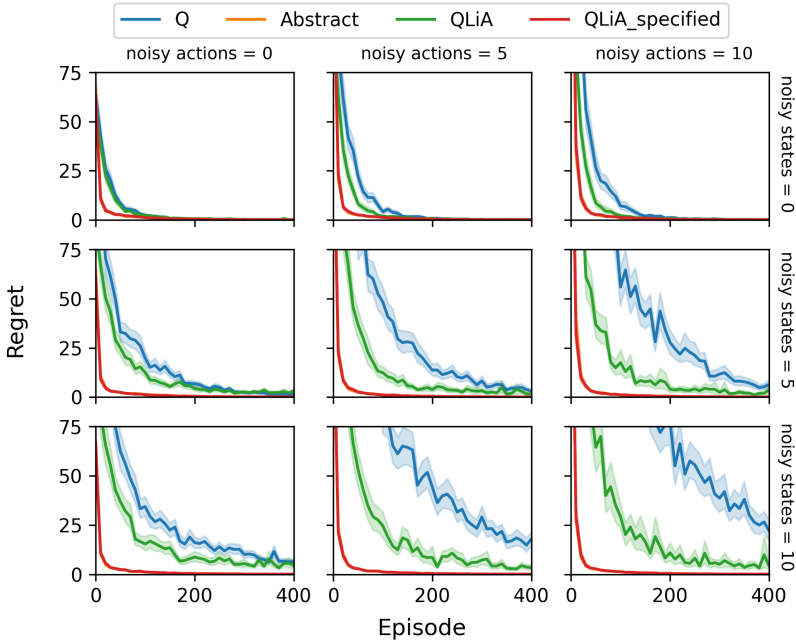 Q Abstract QLiA QLiA_specified
noisy actions = 0 noisy actions = 5 noisy actions = 10
75
50
25
0
noisy states = 0
75
50
25
0
noisy states = 5
Regret
75
50
25
0
noisy states = 10
0 200 400 0 200 400 0 200 400
Episode